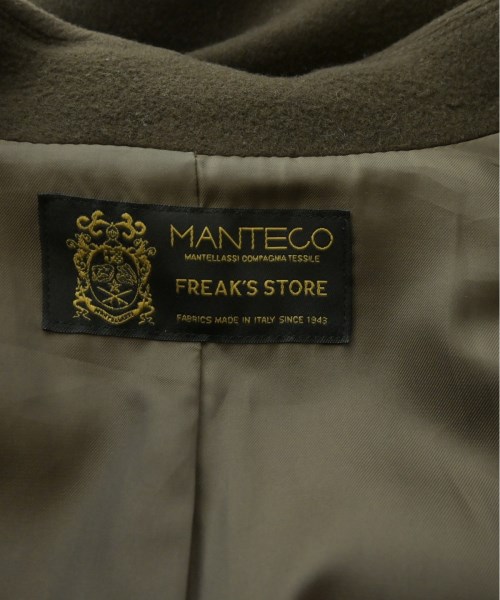 MANTECO
MANTELLASSI COMPAGNIA TESSILE
FREAK'S STORE
FABRICS MADE IN ITALY SINCE 1943